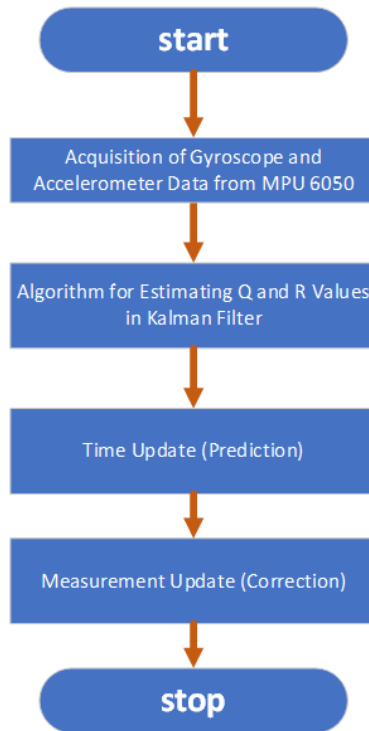 start
Acquisition of Gyroscope and
Accelerometer Data from MPU 6050
Algorithm for Estimating Q and R Values
in Kalman Filter
Time Update (Prediction)
Measurement Update (Correction)
stop